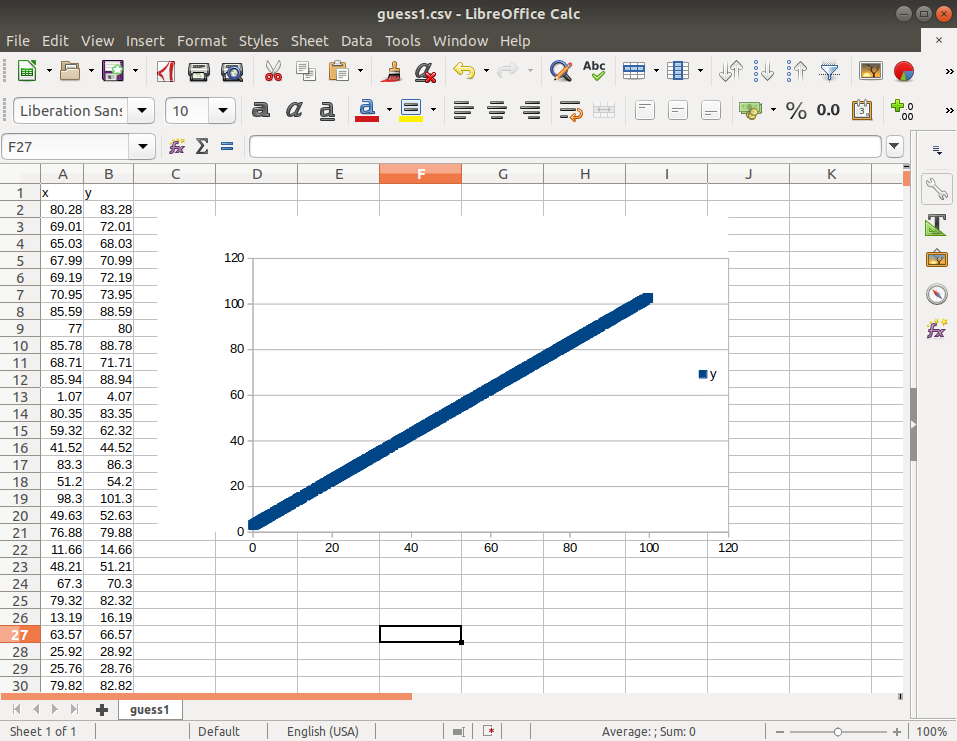 guess1.csv - LibreOffice Calc
File Edit View Insert Format Styles Sheet Data Tools Window Help
Liberation Sans 10
F27
A B C D E F G H I J K
1 x y
2 80.28 83.28
3 69.01 72.01
4 65.03 68.03
5 67.99 70.99
6 69.19 72.19
7 70.95 73.95
8 85.59 88.59
9 77 80
10 85.78 88.78
11 68.71 71.71
12 85.94 88.94
13 1.07 4.07
14 80.35 83.35
15 59.32 62.32
16 41.52 44.52
17 83.3 86.3
18 51.2 54.2
19 98.3 101.3
20 49.63 52.63
21 76.88 79.88
22 11.66 14.66
23 48.21 51.21
24 67.3 70.3
25 79.32 82.32
26 13.19 16.19
27 63.57 66.57
28 25.92 28.92
29 25.76 28.76
30 79.82 82.82
120
100
80
60
40
20
0
0 20 40 60 80 100 120
y
guess1
Sheet 1 of 1 Default English (USA) Average: ; Sum: 0 100%